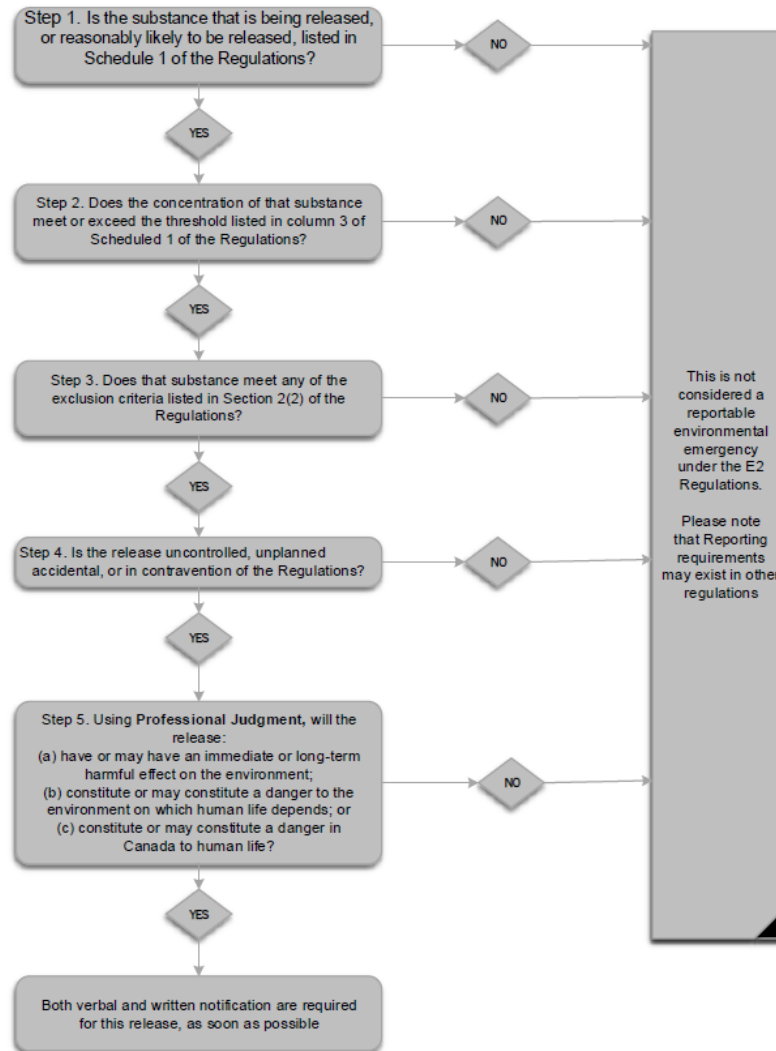 Step 1. Is the substance that is being released,
or reasonably likely to be released, listed in
Schedule 1 of the Regulations?
NO
YES
Step 2. Does the concentration of that substance
meet or exceed the threshold listed in column 3 of
Scheduled 1 of the Regulations?
NO
YES
Step 3. Does that substance meet any of the
exclusion criteria listed in Section 2(2) of the
Regulations?
NO
YES
Step 4. Is the release uncontrolled, unplanned
accidental, or in contravention of the Regulations?
NO
YES
Step 5. Using Professional Judgment, will the
release:
(a) have or may have an immediate or long-term
harmful effect on the environment;
(b) constitute or may constitute a danger to the
environment on which human life depends; or
(c) constitute or may constitute a danger in
Canada to human life?
NO
YES
Both verbal and written notification are required
for this release, as soon as possible
This is not
considered a
reportable
environmental
emergency
under the E2
Regulations.
Please note
that Reporting
requirements
may exist in other
regulations